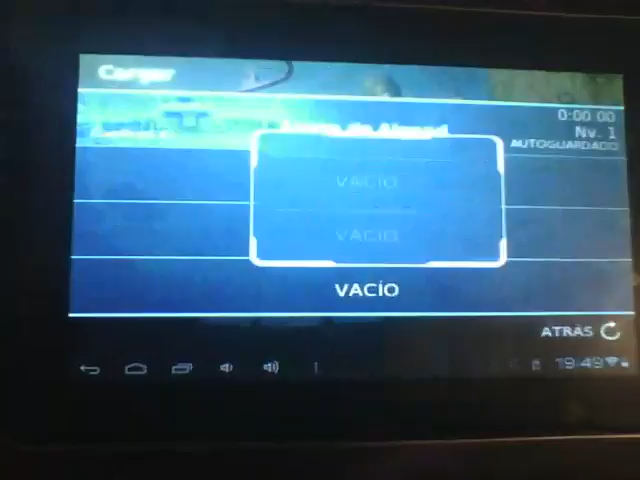 Cargar
0:00 00
Nv. 1
AUTOGUARDADO
VACÍO
VACÍO
VACÍO
ATRÁS
19:49